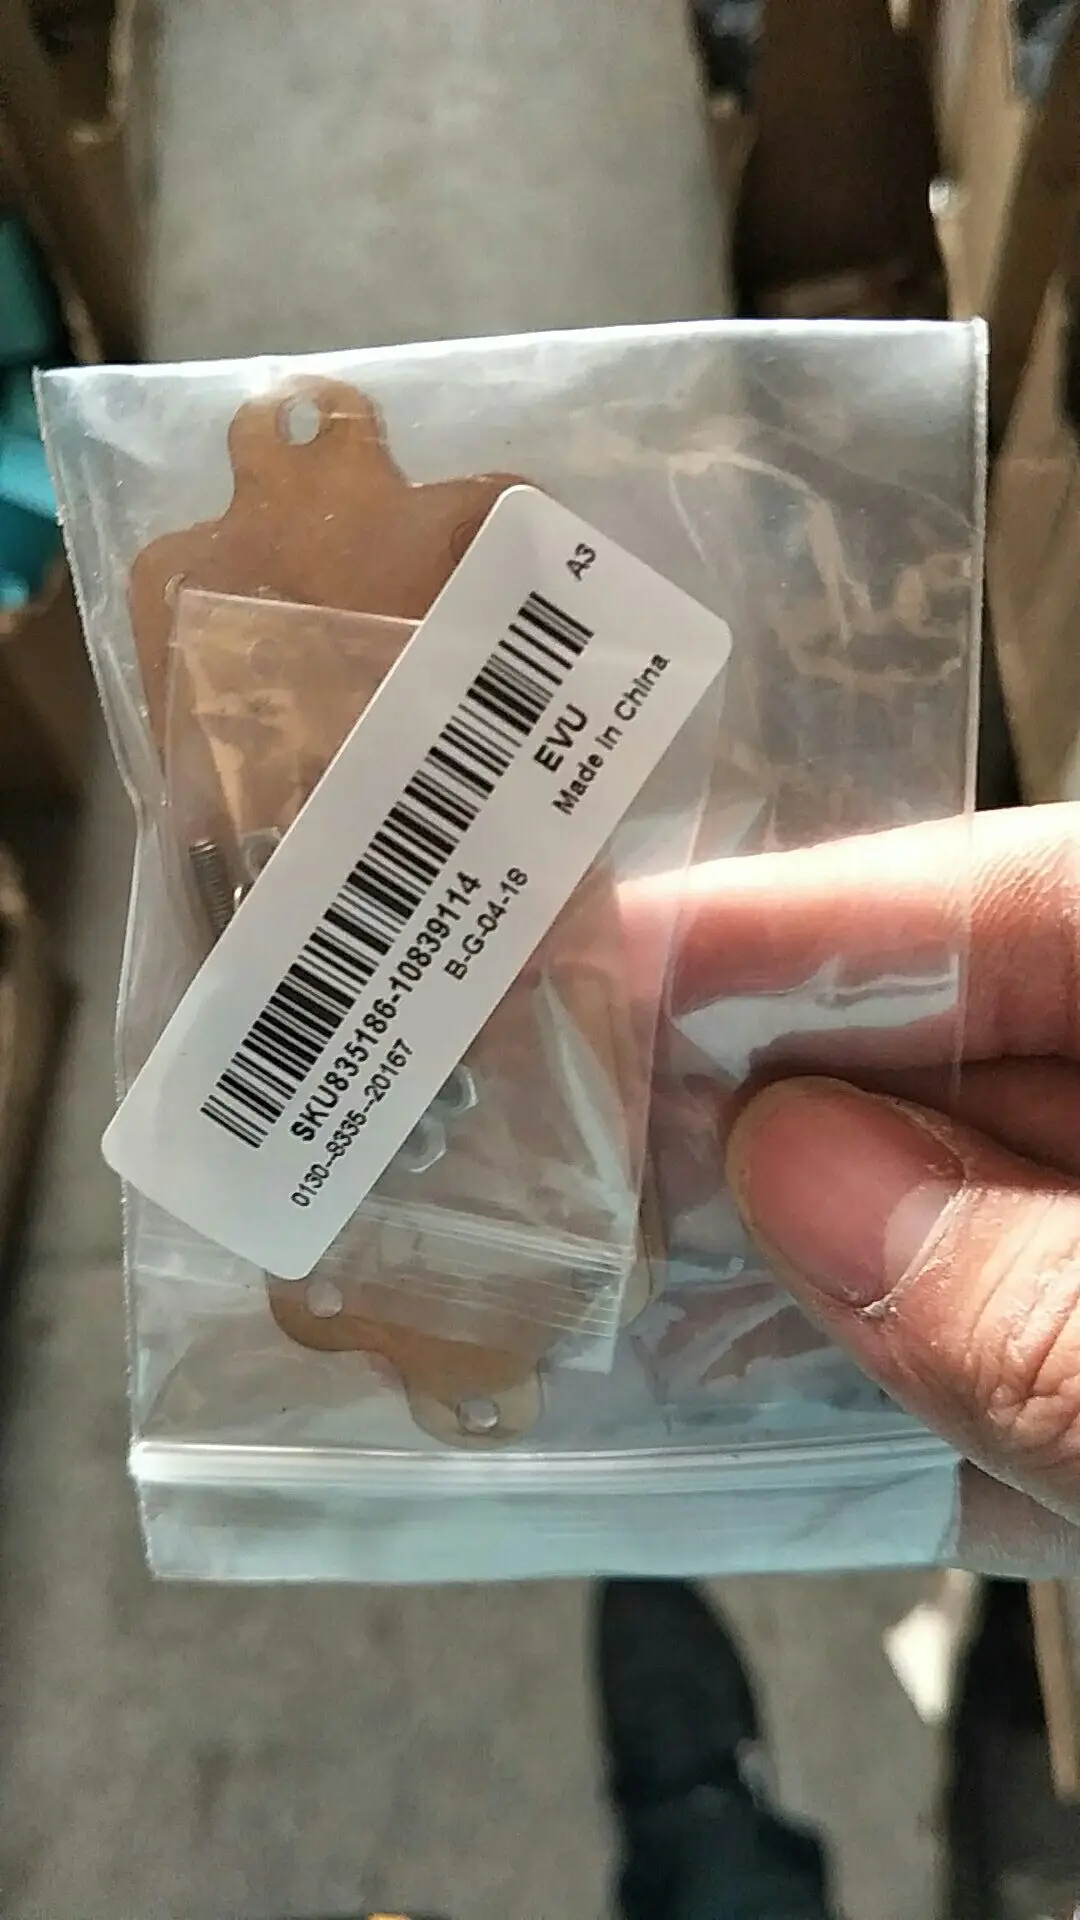 A3
EVU
Made In China
SKU835186-10839114
B-G-04-18
0130--8335--20167